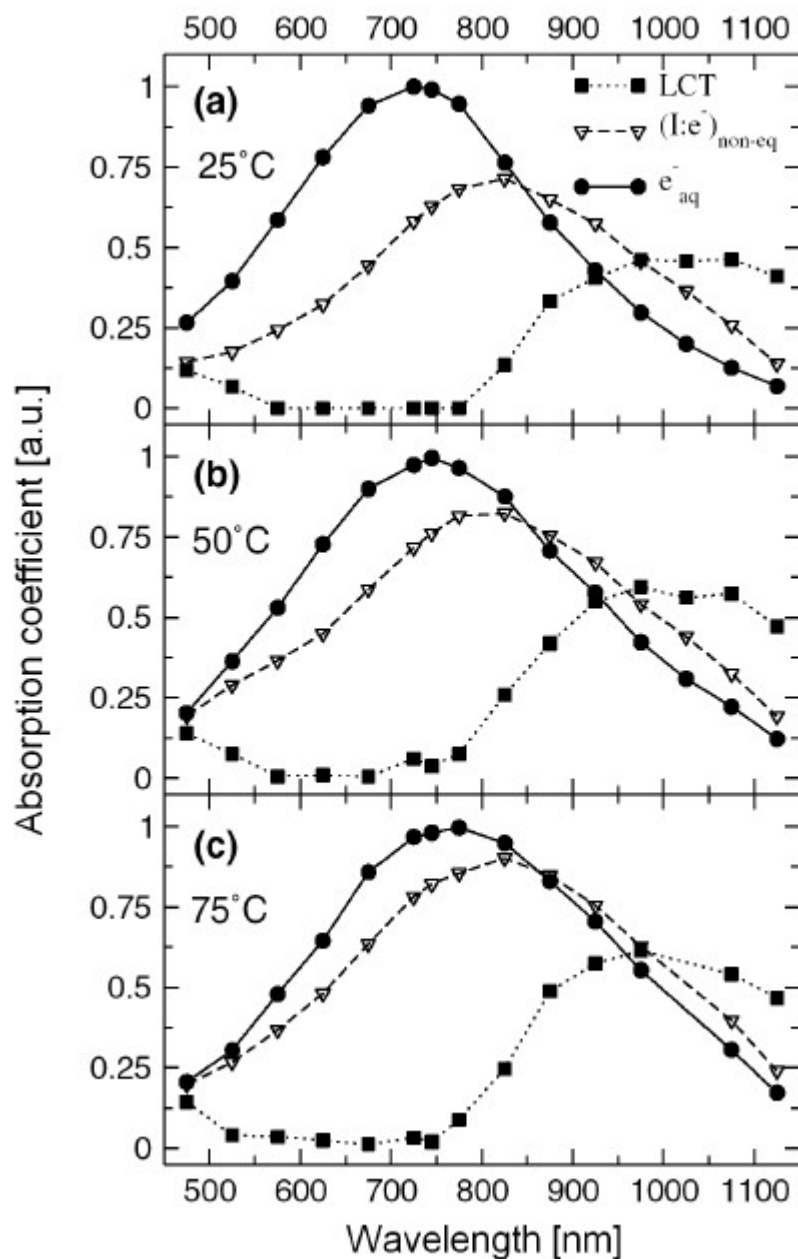 500 600 700 800 900 1000 1100
(a)
25°C
LCT
(I:e⁻)non-eq
e⁻aq
1
0.75
0.5
0.25
0
(b)
50°C
1
0.75
0.5
0.25
0
(c)
75°C
1
0.75
0.5
0.25
0
500 600 700 800 900 1000 1100
Wavelength [nm]
Absorption coefficient [a.u.]